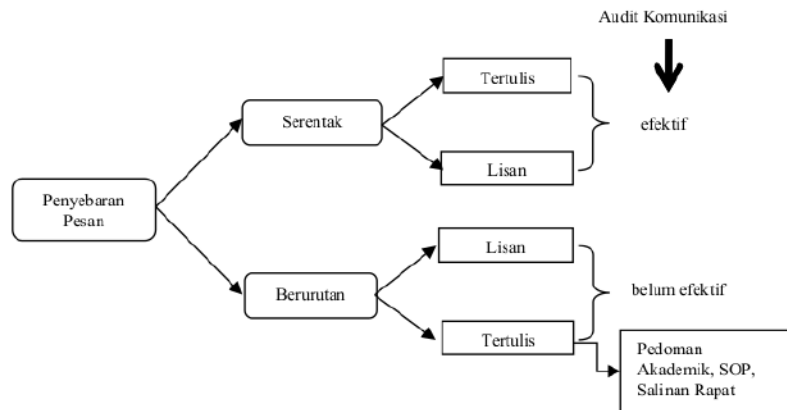 Audit Komunikasi
Tertulis
Serentak
efektif
Lisan
Penyebaran
Pesan
Lisan
Berurutan
belum efektif
Tertulis
Pedoman
Akademik, SOP,
Salinan Rapat